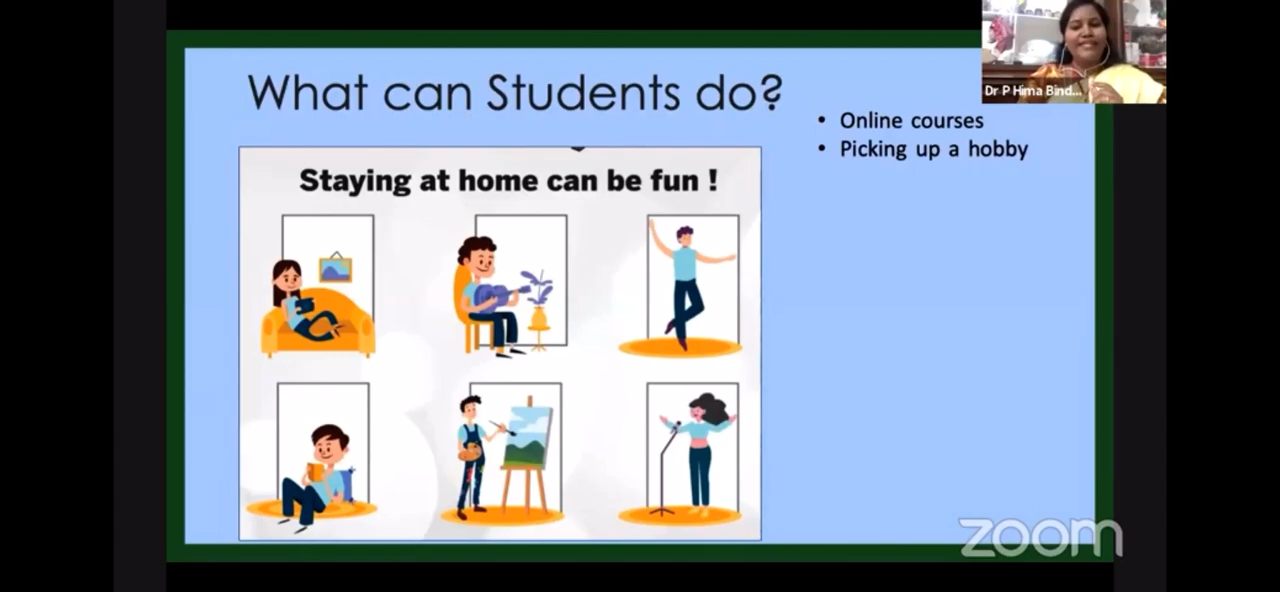 What can Students do?
Dr P Hima Bind...
• Online courses
• Picking up a hobby
Staying at home can be fun !
zoom